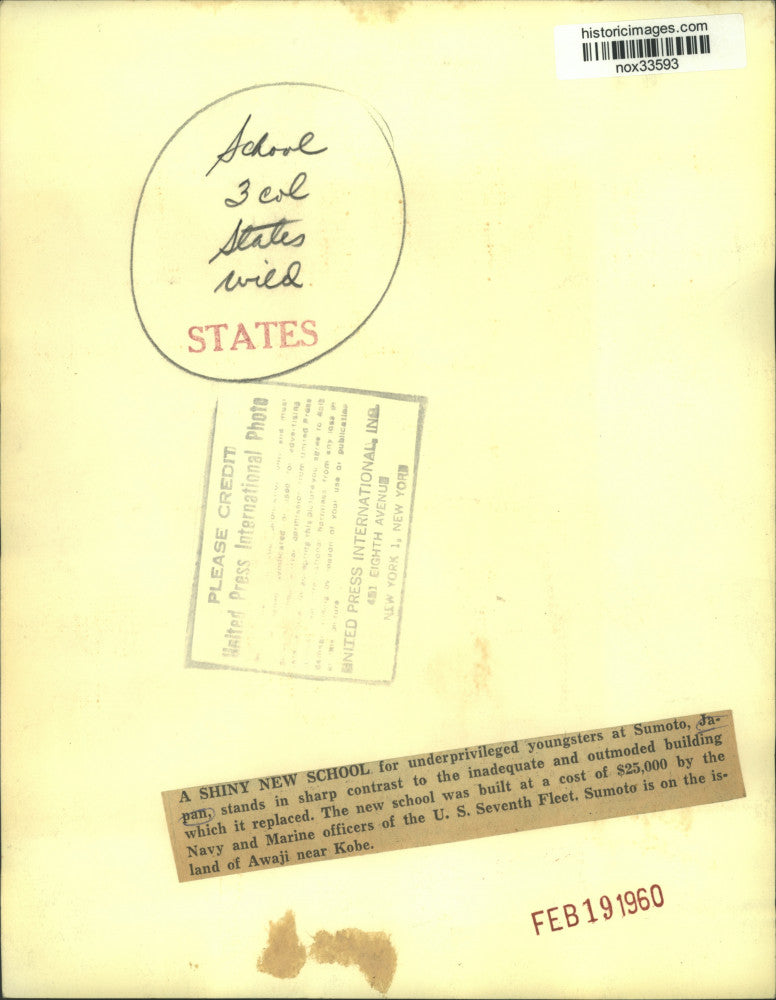 historicimages.com
nox33593
School
3 col
States
wild
STATES
PLEASE CREDIT
United Press International Photo
UNITED PRESS INTERNATIONAL, INC.
461 EIGHTH AVENUE
NEW YORK 1, NEW YORK
A SHINY NEW SCHOOL for underprivileged youngsters at Sumoto, Ja-
pan, stands in sharp contrast to the inadequate and outmoded building
which it replaced. The new school was built at a cost of $25,000 by the
Navy and Marine officers of the U. S. Seventh Fleet. Sumoto is on the is-
land of Awaji near Kobe.
FEB 19 1960